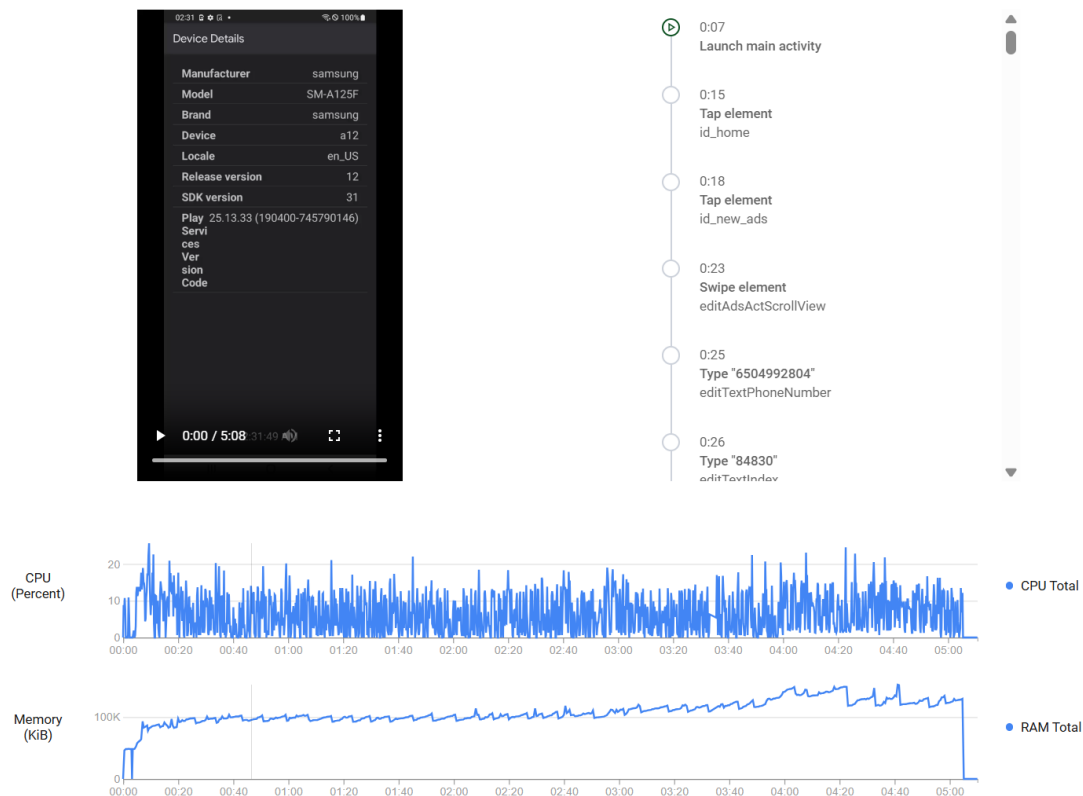 02:31
100%
Device Details
Manufacturer samsung
Model SM-A125F
Brand samsung
Device a12
Locale en_US
Release version 12
SDK version 31
Play 25.13.33 (190400-745790146)
Servi
ces
Ver
sion
Code
0:00 / 5:08
0:07
Launch main activity
0:15
Tap element
id_home
0:18
Tap element
id_new_ads
0:23
Swipe element
editAdsActScrollView
0:25
Type "6504992804"
editTextPhoneNumber
0:26
Type "84830"
editTextIndex
CPU
(Percent)
20
10
0
00:00 00:20 00:40 01:00 01:20 01:40 02:00 02:20 02:40 03:00 03:20 03:40 04:00 04:20 04:40 05:00
CPU Total
Memory
(KiB)
100K
0
00:00 00:20 00:40 01:00 01:20 01:40 02:00 02:20 02:40 03:00 03:20 03:40 04:00 04:20 04:40 05:00
RAM Total